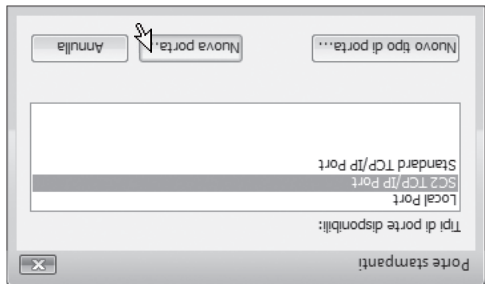 Porte stampanti
Tipi di porte disponibili:
Local Port
SC2 TCP/IP Port
Standard TCP/IP Port
Nuovo tipo di porta... Nuova porta... Annulla